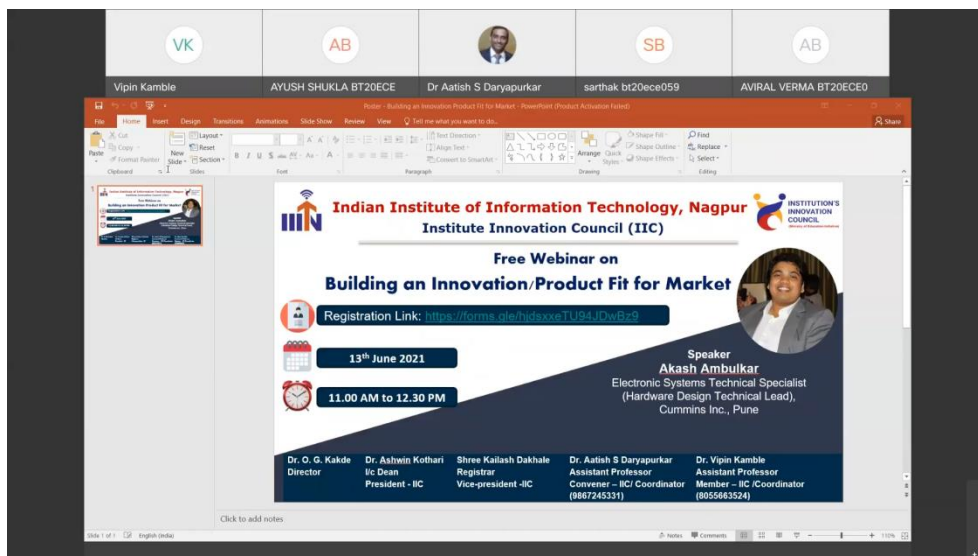 VK
AB
SB
AB
Vipin Kamble
AYUSH SHUKLA BT20ECE
Dr Aatish S Daryapurkar
sarthak bt20ece059
AVIRAL VERMA BT20ECE0
Poster - Building an Innovation Product Fit for Market - PowerPoint (Product Activation Failed)
File Home Insert Design Transitions Animations Slide Show Review View Tell me what you want to do...
Share
Paste
Cut
Copy
Format Painter
Clipboard
New Slide
Layout
Reset
Section
Slides
Font
Text Direction
Align Text
Convert to SmartArt
Paragraph
Arrange
Quick Styles
Shape Fill
Shape Outline
Shape Effects
Drawing
Find
Replace
Select
Editing
1
Indian Institute of Information Technology, Nagpur
Institute Innovation Council (IIC)
INSTITUTION'S
INNOVATION
COUNCIL
Free Webinar on
Building an Innovation/Product Fit for Market
Registration Link: https://forms.gle/hjdsxxeTU94JDwBz9
13th June 2021
11.00 AM to 12.30 PM
Speaker
Akash Ambulkar
Electronic Systems Technical Specialist
(Hardware Design Technical Lead),
Cummins Inc., Pune
Dr. O. G. Kakde
Director
Dr. Ashwin Kothari
I/c Dean
President - IIC
Shree Kailash Dakhale
Registrar
Vice-president -IIC
Dr. Aatish S Daryapurkar
Assistant Professor
Convener – IIC/ Coordinator
(9867245331)
Dr. Vipin Kamble
Assistant Professor
Member – IIC /Coordinator
(8055663524)
Click to add notes
Slide 1 of 1 English (India)
Notes Comments 110%